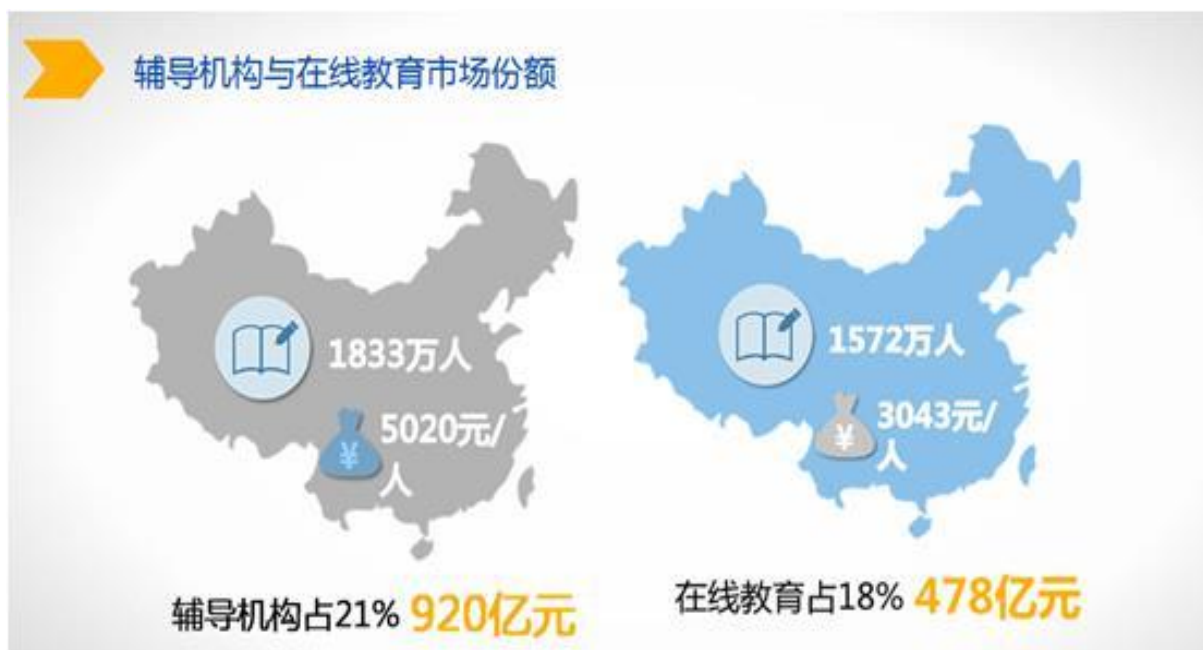 辅导机构与在线教育市场份额
1833万人
¥
5020元/
人
1572万人
¥
3043元/
人
辅导机构占21% 920亿元
在线教育占18% 478亿元